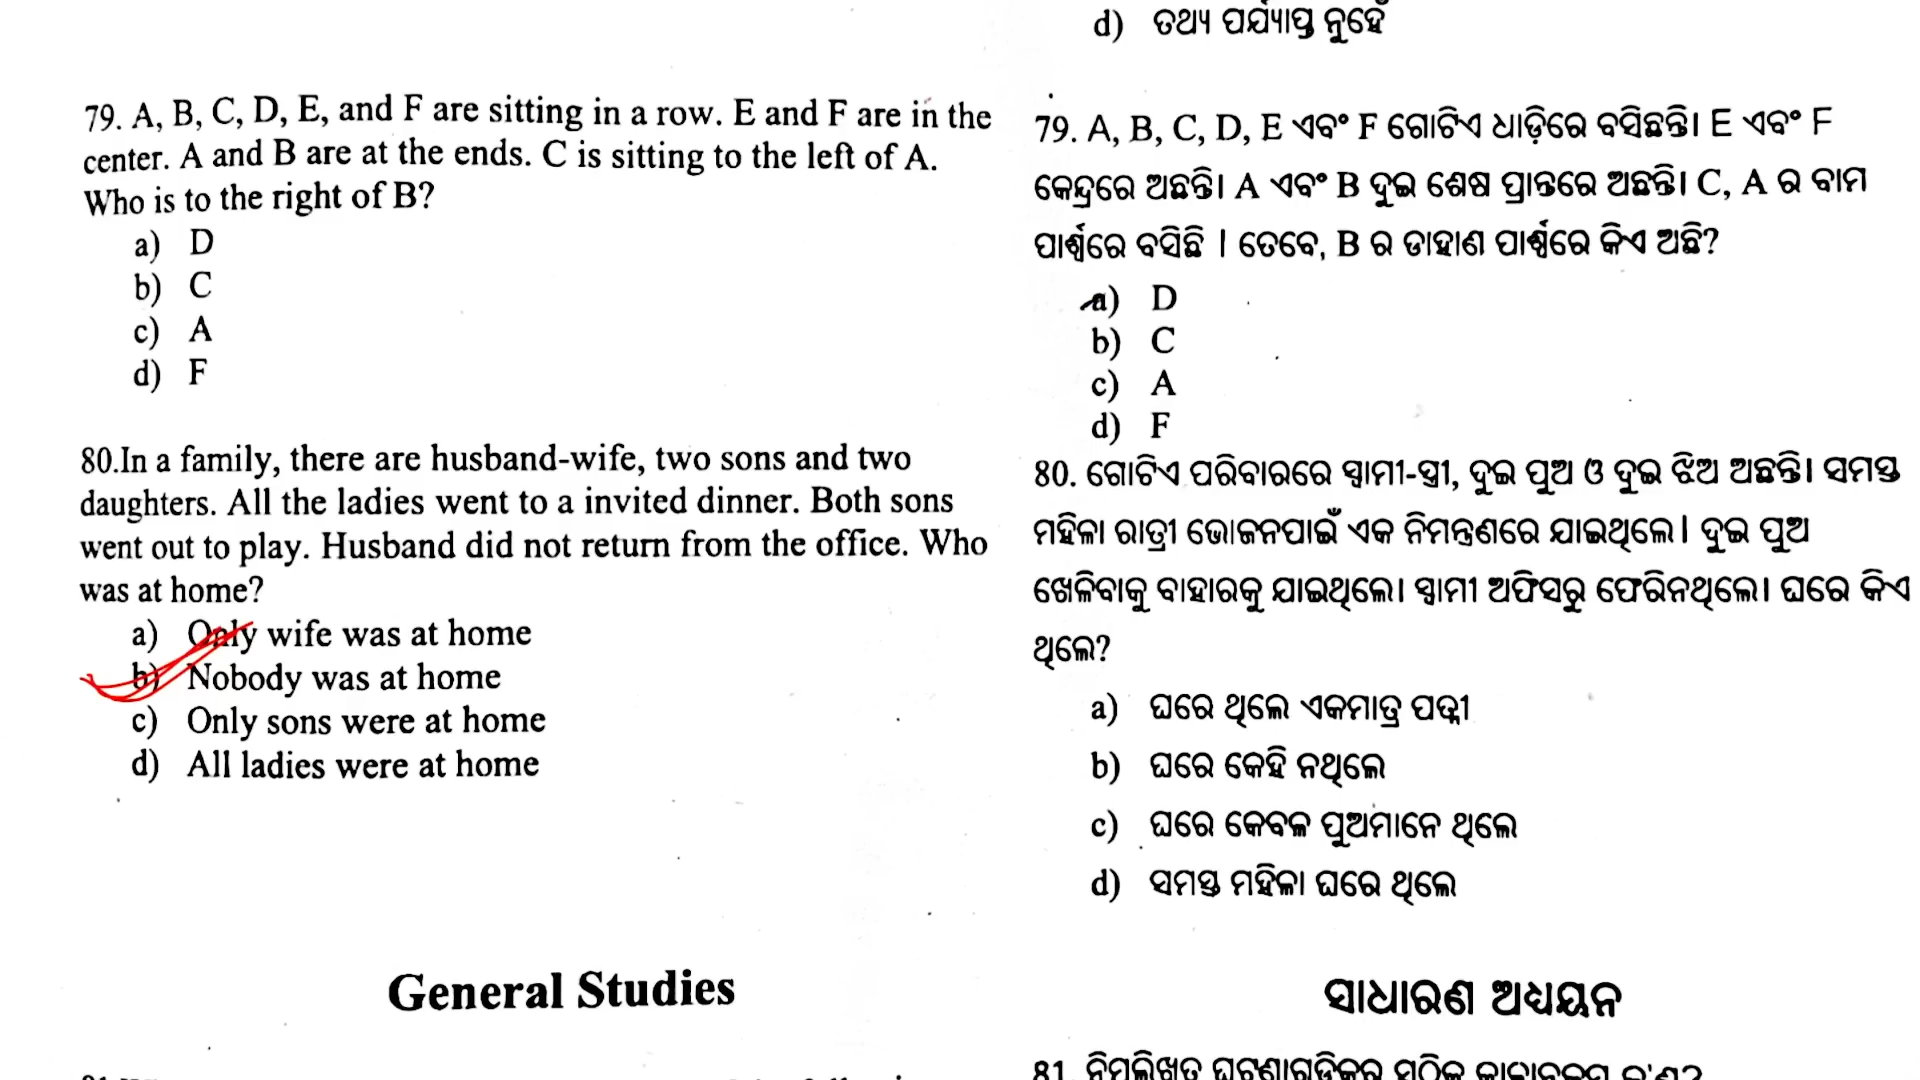 79. A, B, C, D, E, and F are sitting in a row. E and F are in the
center. A and B are at the ends. C is sitting to the left of A.
Who is to the right of B?
a) D
b) C
c) A
d) F
80.In a family, there are husband-wife, two sons and two
daughters. All the ladies went to a invited dinner. Both sons
went out to play. Husband did not return from the office. Who
was at home?
a) Only wife was at home
b) Nobody was at home
c) Only sons were at home
d) All ladies were at home
General Studies
d) ତଥ୍ୟ ପର୍ଯ୍ୟାପ୍ତ ନୁହେଁ
79. A, B, C, D, E ଏବଂ F ଗୋଟିଏ ଧାଡ଼ିରେ ବସିଛନ୍ତି। E ଏବଂ F
କେନ୍ଦ୍ରରେ ଅଛନ୍ତି। A ଏବଂ B ଦୁଇ ଶେଷ ପ୍ରାନ୍ତରେ ଅଛନ୍ତି। C, A ର ବାମ
ପାର୍ଶ୍ୱରେ ବସିଛି । ତେବେ, B ର ଡାହାଣ ପାର୍ଶ୍ୱରେ କିଏ ଅଛି?
a) D
b) C
c) A
d) F
80. ଗୋଟିଏ ପରିବାରରେ ସ୍ୱାମୀ-ସ୍ତ୍ରୀ, ଦୁଇ ପୁଅ ଓ ଦୁଇ ଝିଅ ଅଛନ୍ତି। ସମସ୍ତ
ମହିଳା ରାତ୍ରୀ ଭୋଜନପାଇଁ ଏକ ନିମନ୍ତ୍ରଣରେ ଯାଇଥିଲେ। ଦୁଇ ପୁଅ
ଖେଳିବାକୁ ବାହାରକୁ ଯାଇଥିଲେ। ସ୍ୱାମୀ ଅଫିସରୁ ଫେରିନଥିଲେ। ଘରେ କିଏ
ଥିଲେ?
a) ଘରେ ଥିଲେ ଏକମାତ୍ର ପତ୍ନୀ
b) ଘରେ କେହି ନଥିଲେ
c) ଘରେ କେବଳ ପୁଅମାନେ ଥିଲେ
d) ସମସ୍ତ ମହିଳା ଘରେ ଥିଲେ
ସାଧାରଣ ଅଧ୍ୟୟନ
81. ନିମ୍ନଲିଖିତ ଘଟଣାଗୁଡିକର ସଠିକ୍